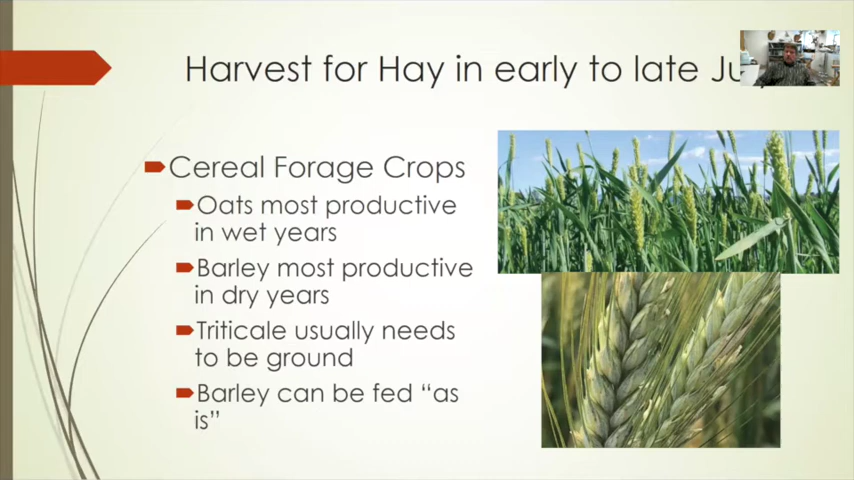 Harvest for Hay in early to late
Cereal Forage Crops
Oats most productive
in wet years
Barley most productive
in dry years
Triticale usually needs
to be ground
Barley can be fed “as
is”